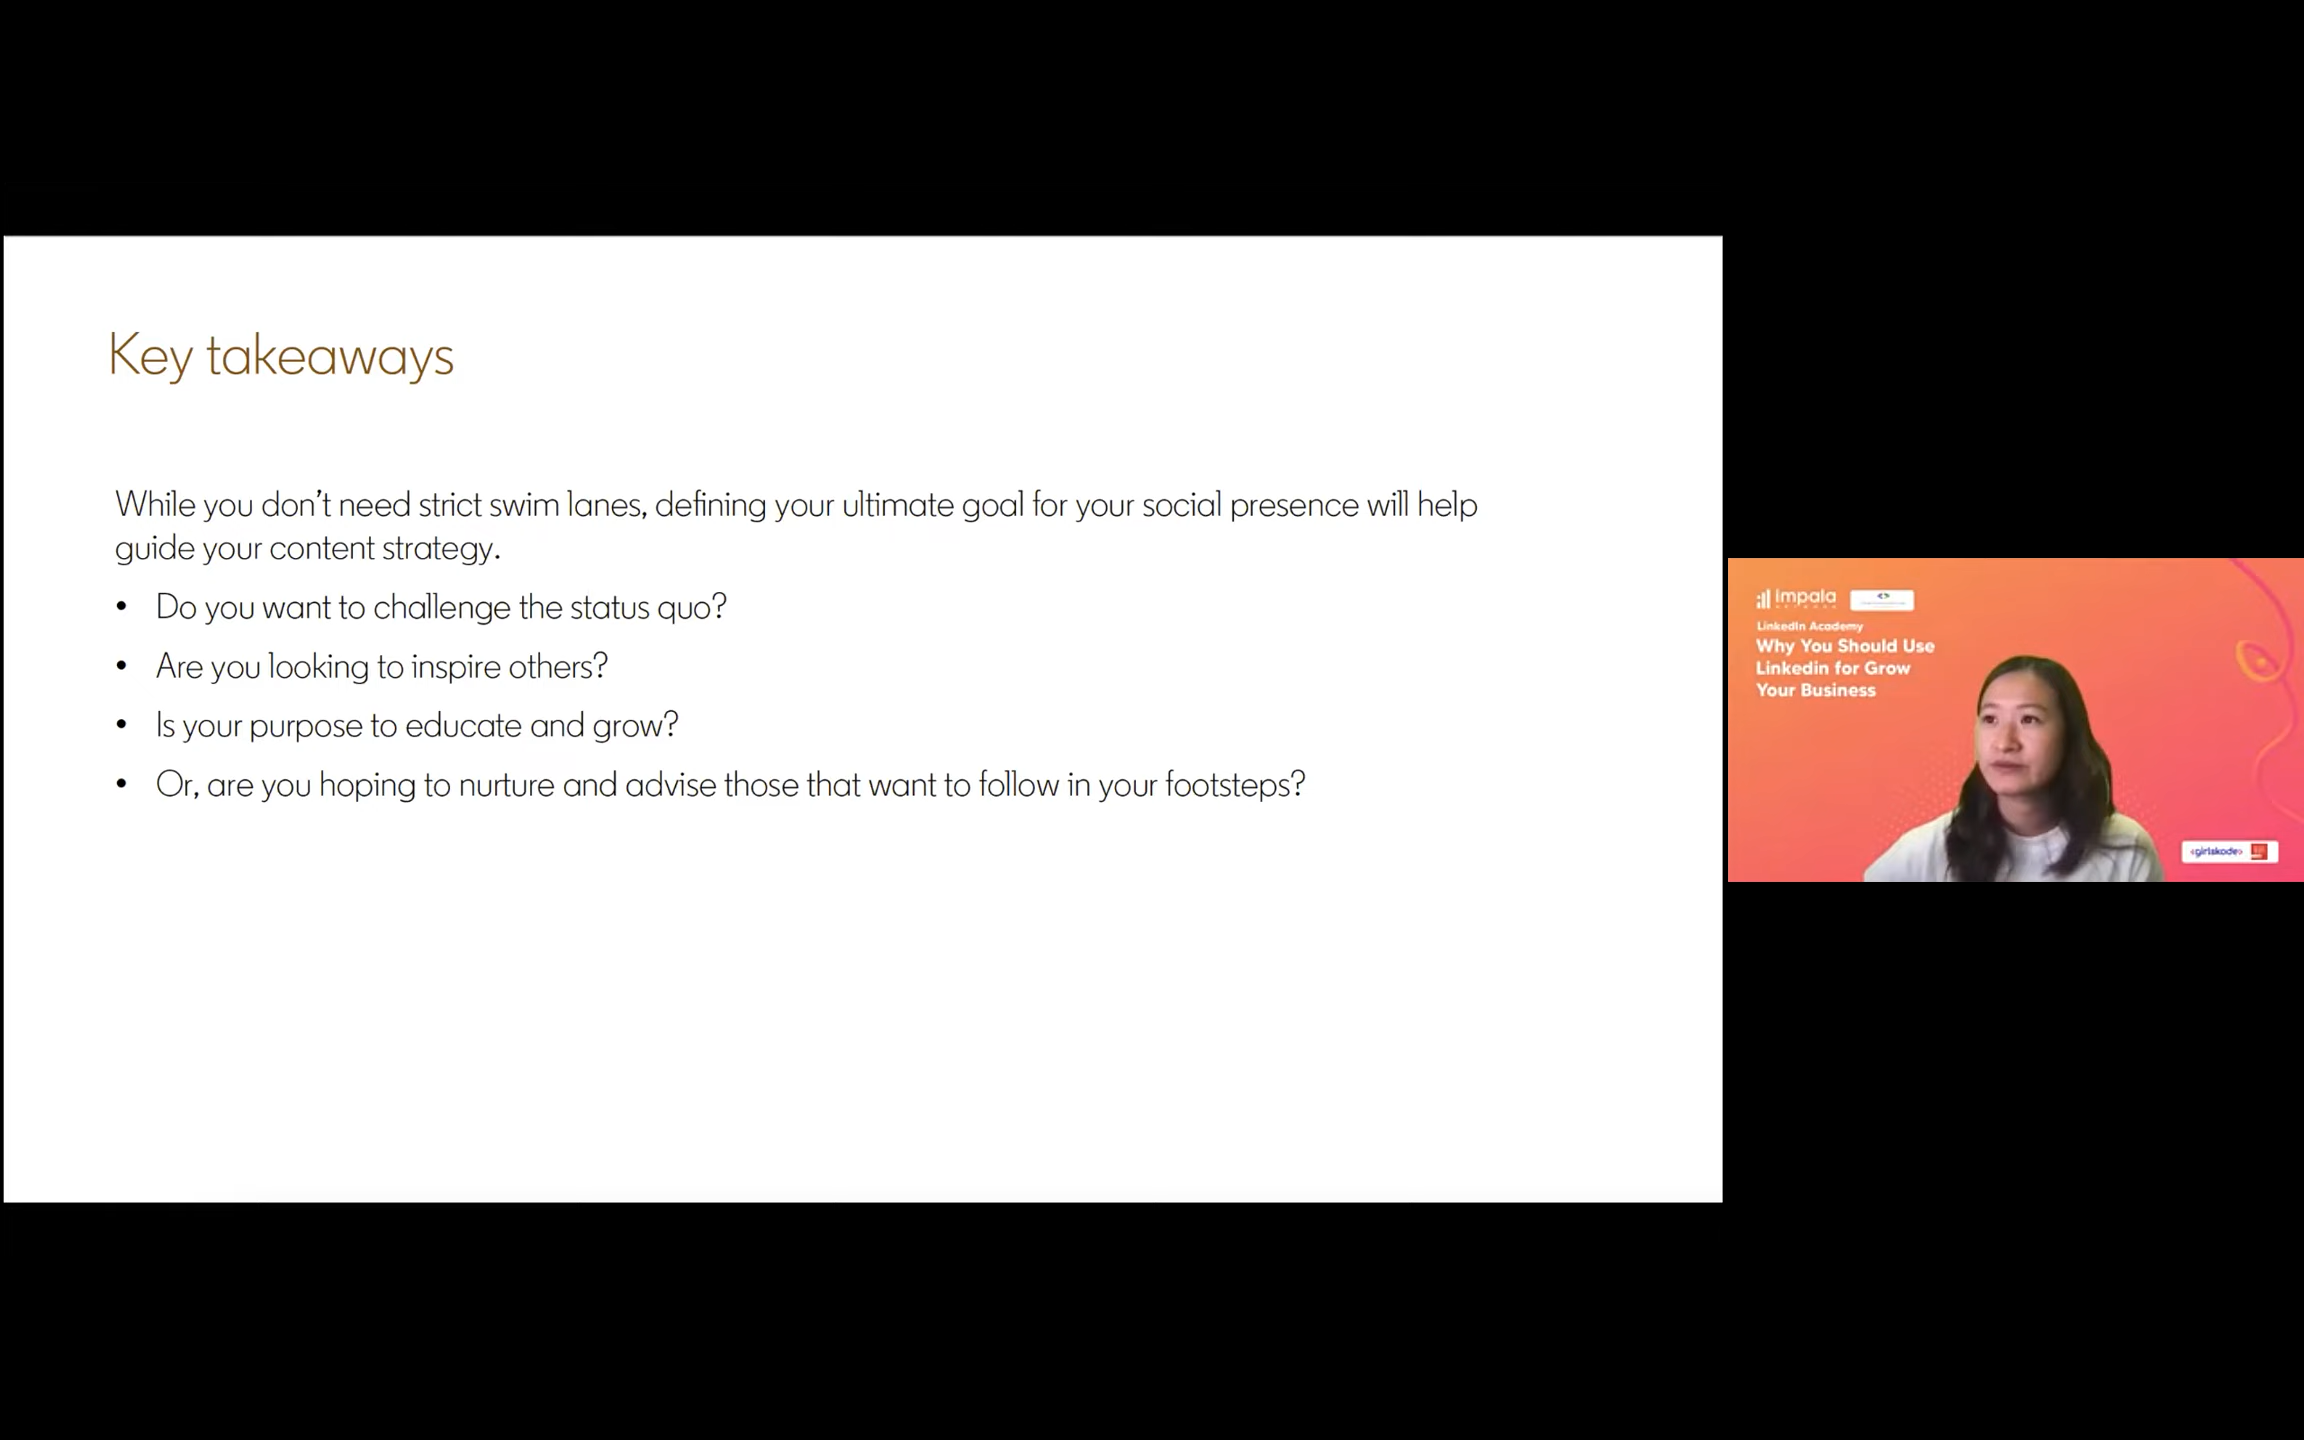 Key takeaways
While you don't need strict swim lanes, defining your ultimate goal for your social presence will help
guide your content strategy.
• Do you want to challenge the status quo?
• Are you looking to inspire others?
• Is your purpose to educate and grow?
• Or, are you hoping to nurture and advise those that want to follow in your footsteps?
Impala
NETWORK
LinkedIn Academy
Why You Should Use
Linkedin for Grow
Your Business
<girlskode>